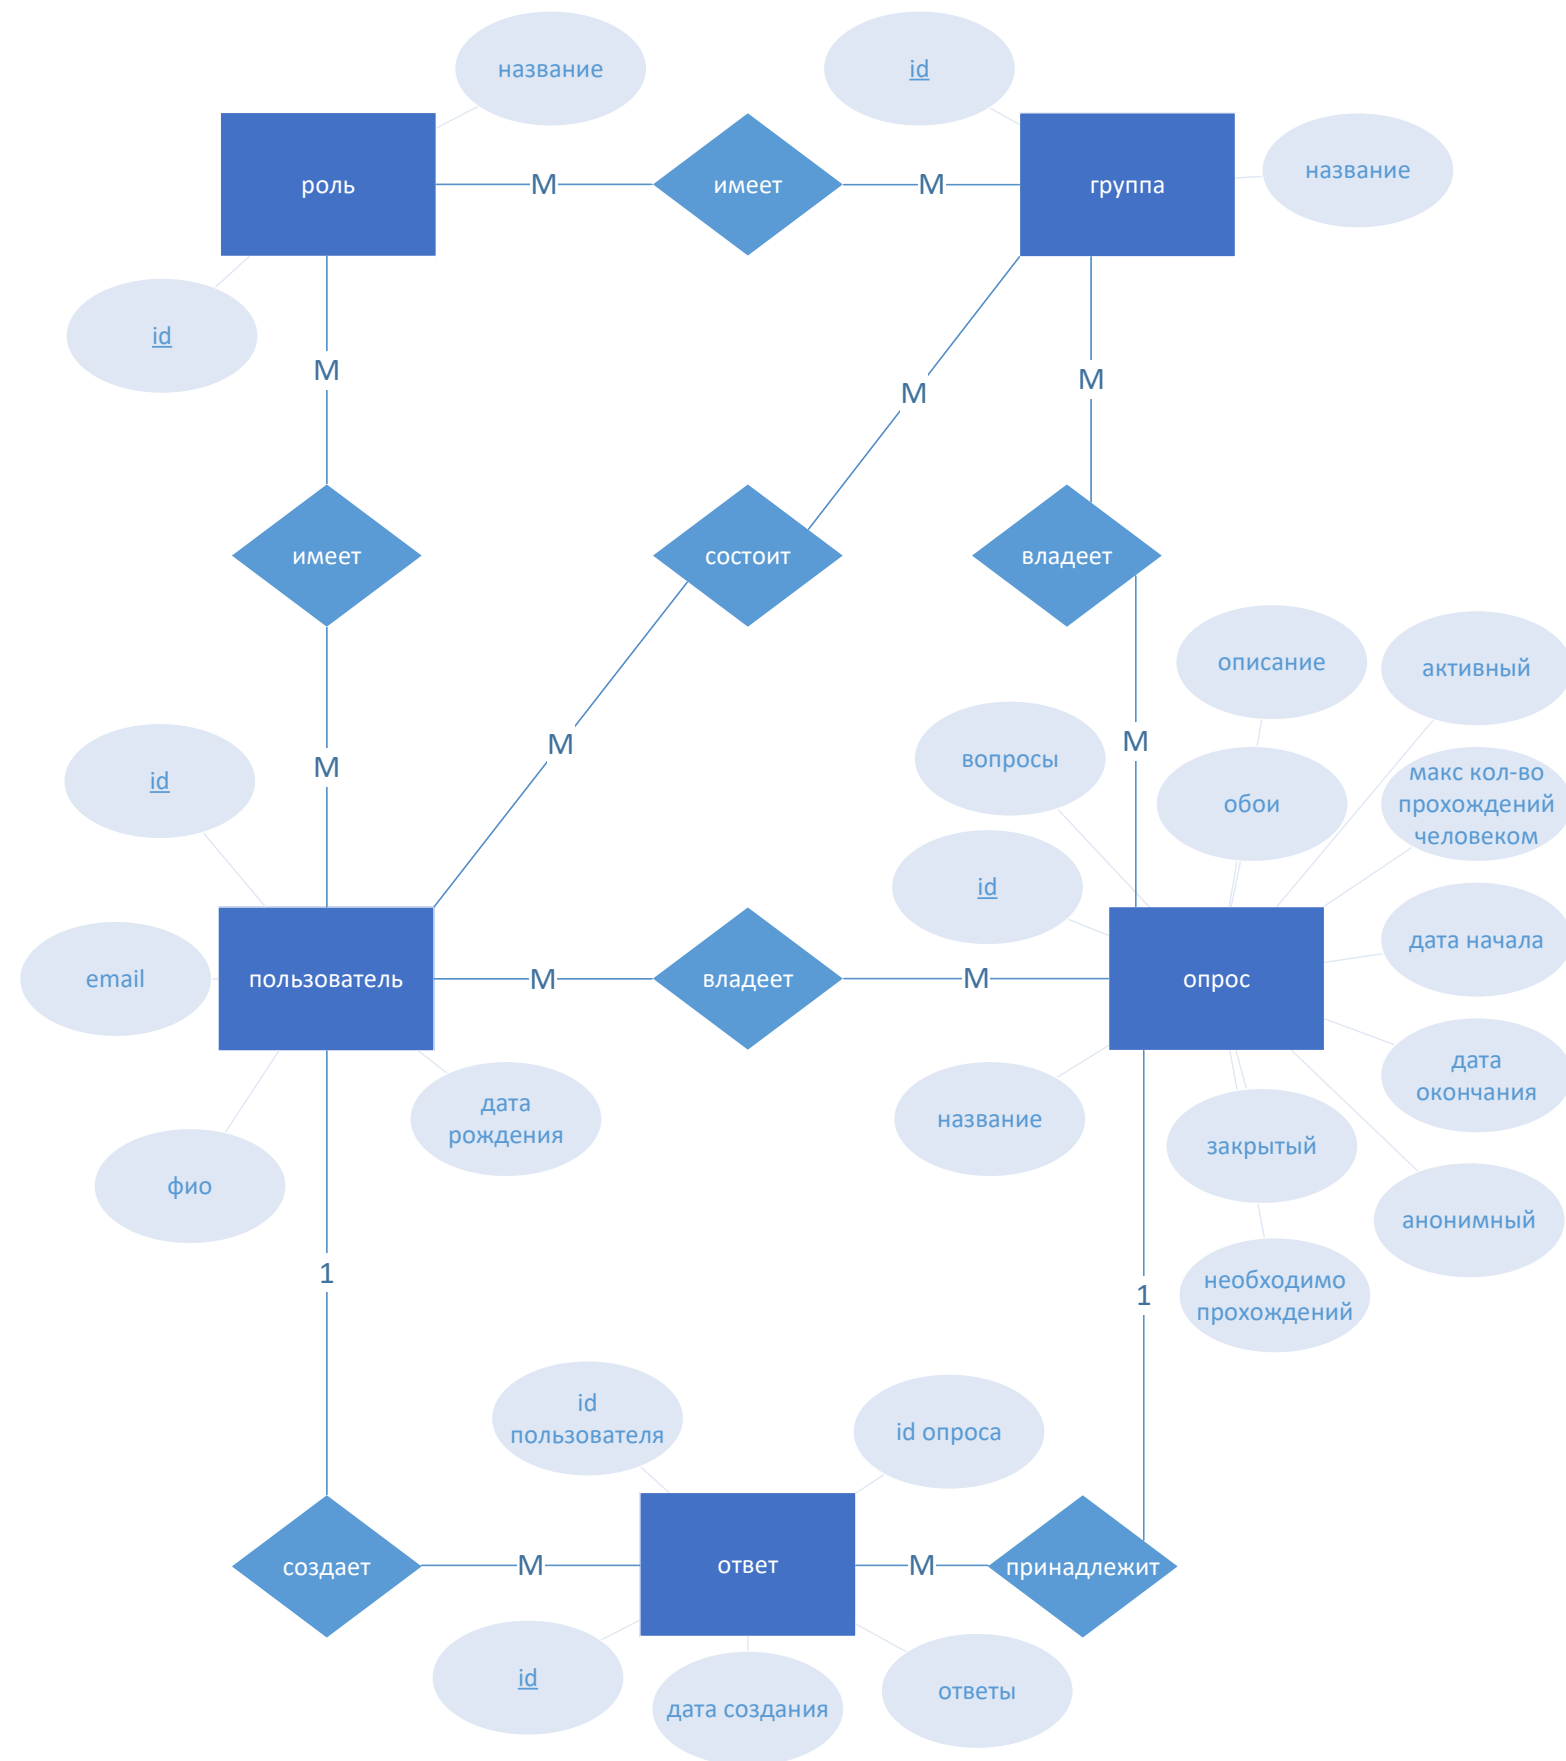 название
id
роль
М
имеет
М
группа
название
id
М
М
М
имеет
состоит
владеет
описание
активный
М
М
М
вопросы
id
обои
макс кол-во
прохождений
человеком
id
дата начала
email
пользователь
М
владеет
М
опрос
дата
окончания
дата
рождения
название
закрытый
фио
анонимный
1
1
необходимо
прохождений
id
пользователя
id опроса
создает
М
ответ
М
принадлежит
id
дата создания
ответы